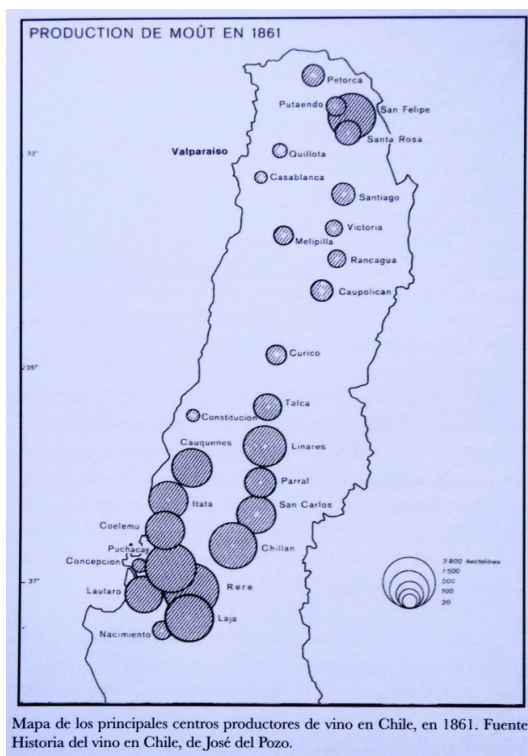 PRODUCTION DE MOÛT EN 1861
Petorca
Putaendo
San Felipe
Santa Rosa
33°
Valparaiso
Quillota
Casablanca
Santiago
Victoria
Melipilla
Rancagua
Caupolican
Curico
35°
Talca
Constitucion
Cauquenes
Linares
Parral
Itata
San Carlos
Coelemu
Chillan
Puchacay
Concepcion
37°
Lautaro
Rere
Laja
Nacimiento
hectolitres
1 500
500
100
20
Mapa de los principales centros productores de vino en Chile, en 1861. Fuente
Historia del vino en Chile, de José del Pozo.